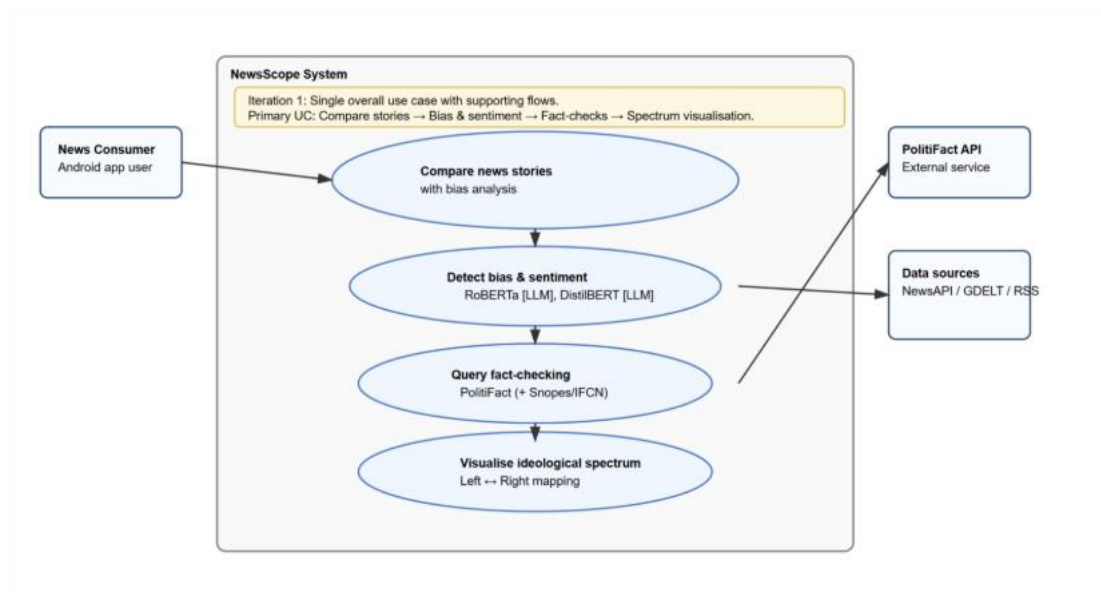 NewsScope System
Iteration 1: Single overall use case with supporting flows.
Primary UC: Compare stories → Bias & sentiment → Fact-checks → Spectrum visualisation.
News Consumer
Android app user
Compare news stories
with bias analysis
PolitiFact API
External service
Detect bias & sentiment
RoBERTa [LLM], DistilBERT [LLM]
Data sources
NewsAPI / GDELT / RSS
Query fact-checking
PolitiFact (+ Snopes/IFCN)
Visualise ideological spectrum
Left ↔ Right mapping